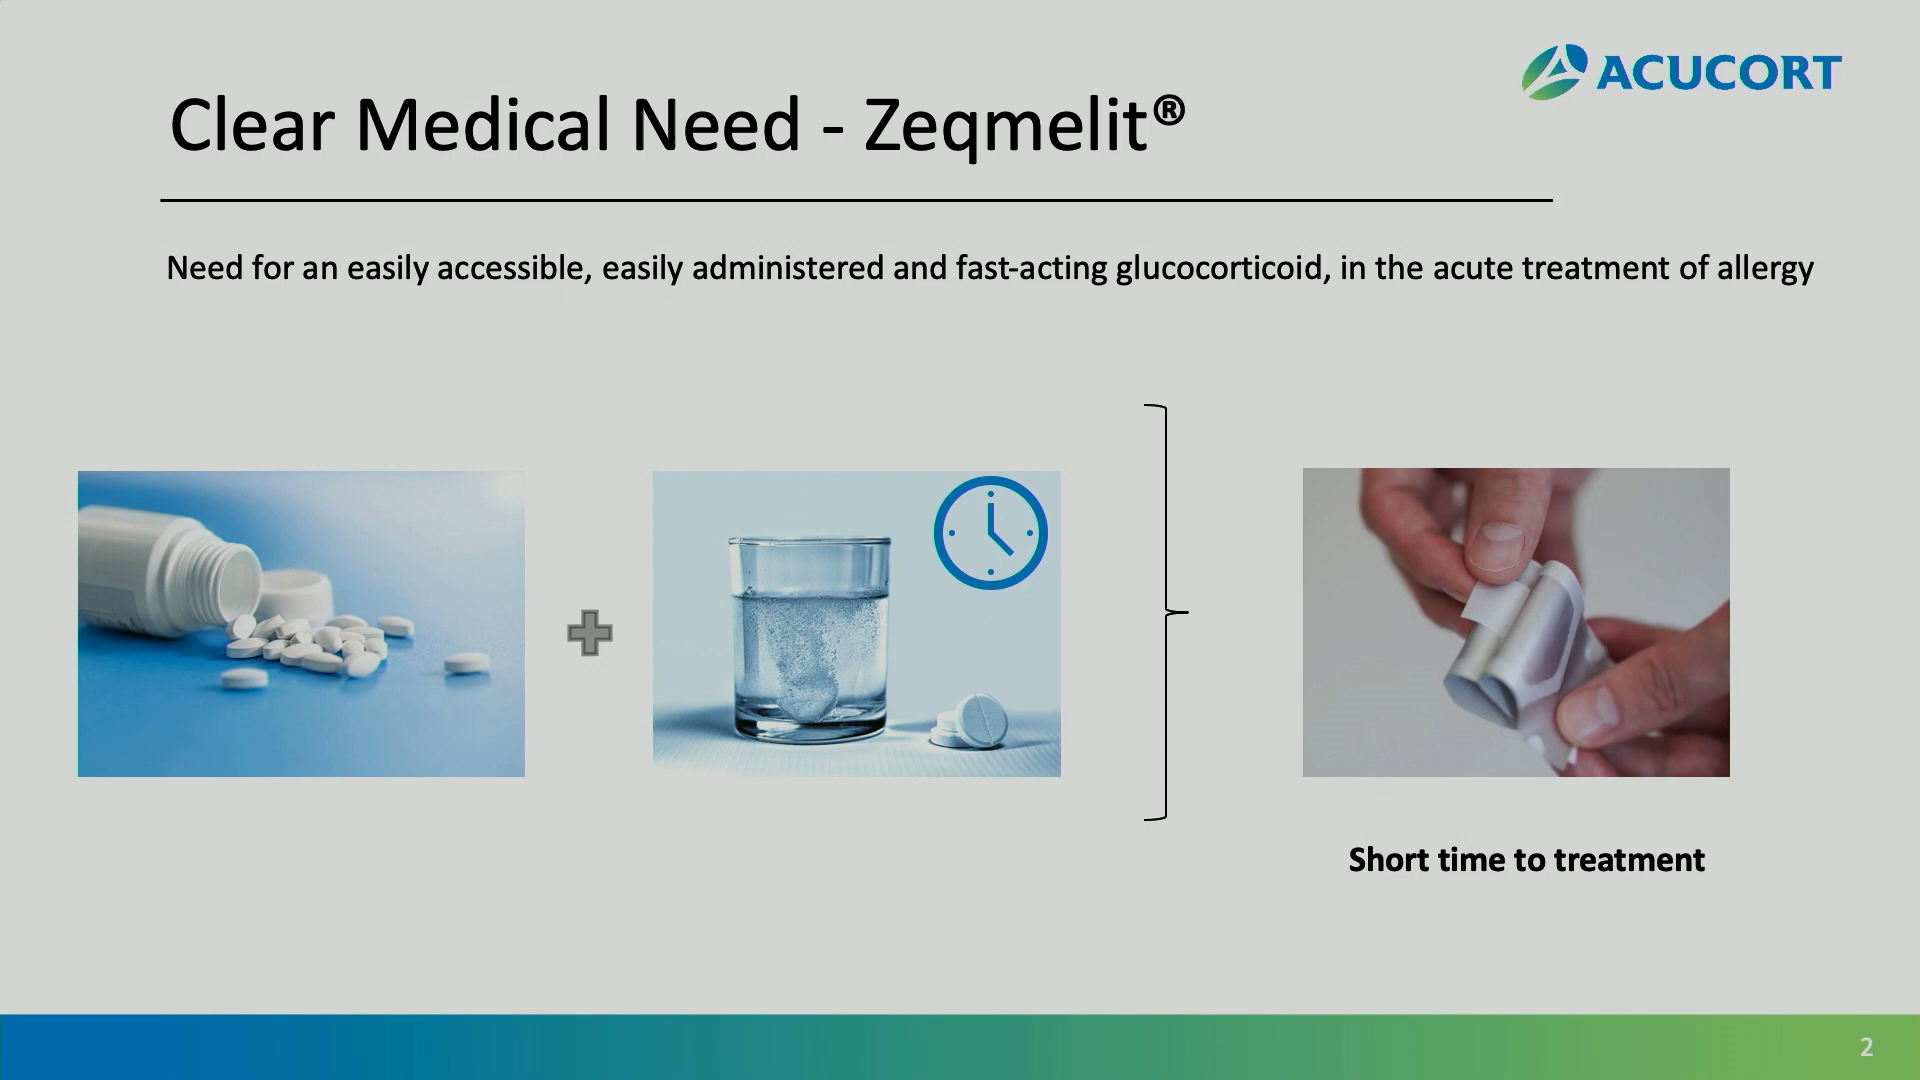 ACUCORT
Clear Medical Need - Zeqmelit®
Need for an easily accessible, easily administered and fast-acting glucocorticoid, in the acute treatment of allergy
Short time to treatment
2